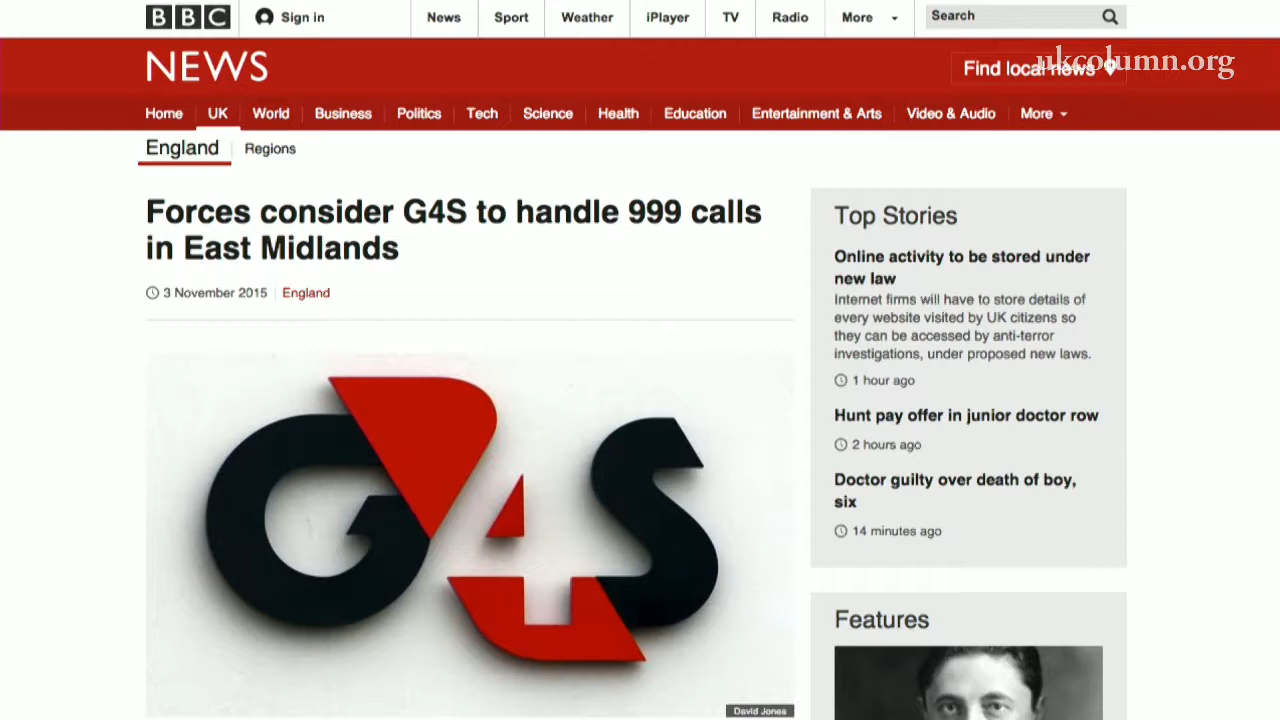 BBC Sign in News Sport Weather iPlayer TV Radio More Search
NEWS
Find local news
ukcolumn.org
Home UK World Business Politics Tech Science Health Education Entertainment & Arts Video & Audio More
England Regions
Forces consider G4S to handle 999 calls
in East Midlands
3 November 2015 England
G4S
David Jones
Top Stories
Online activity to be stored under
new law
Internet firms will have to store details of
every website visited by UK citizens so
they can be accessed by anti-terror
investigations, under proposed new laws.
1 hour ago
Hunt pay offer in junior doctor row
2 hours ago
Doctor guilty over death of boy,
six
14 minutes ago
Features